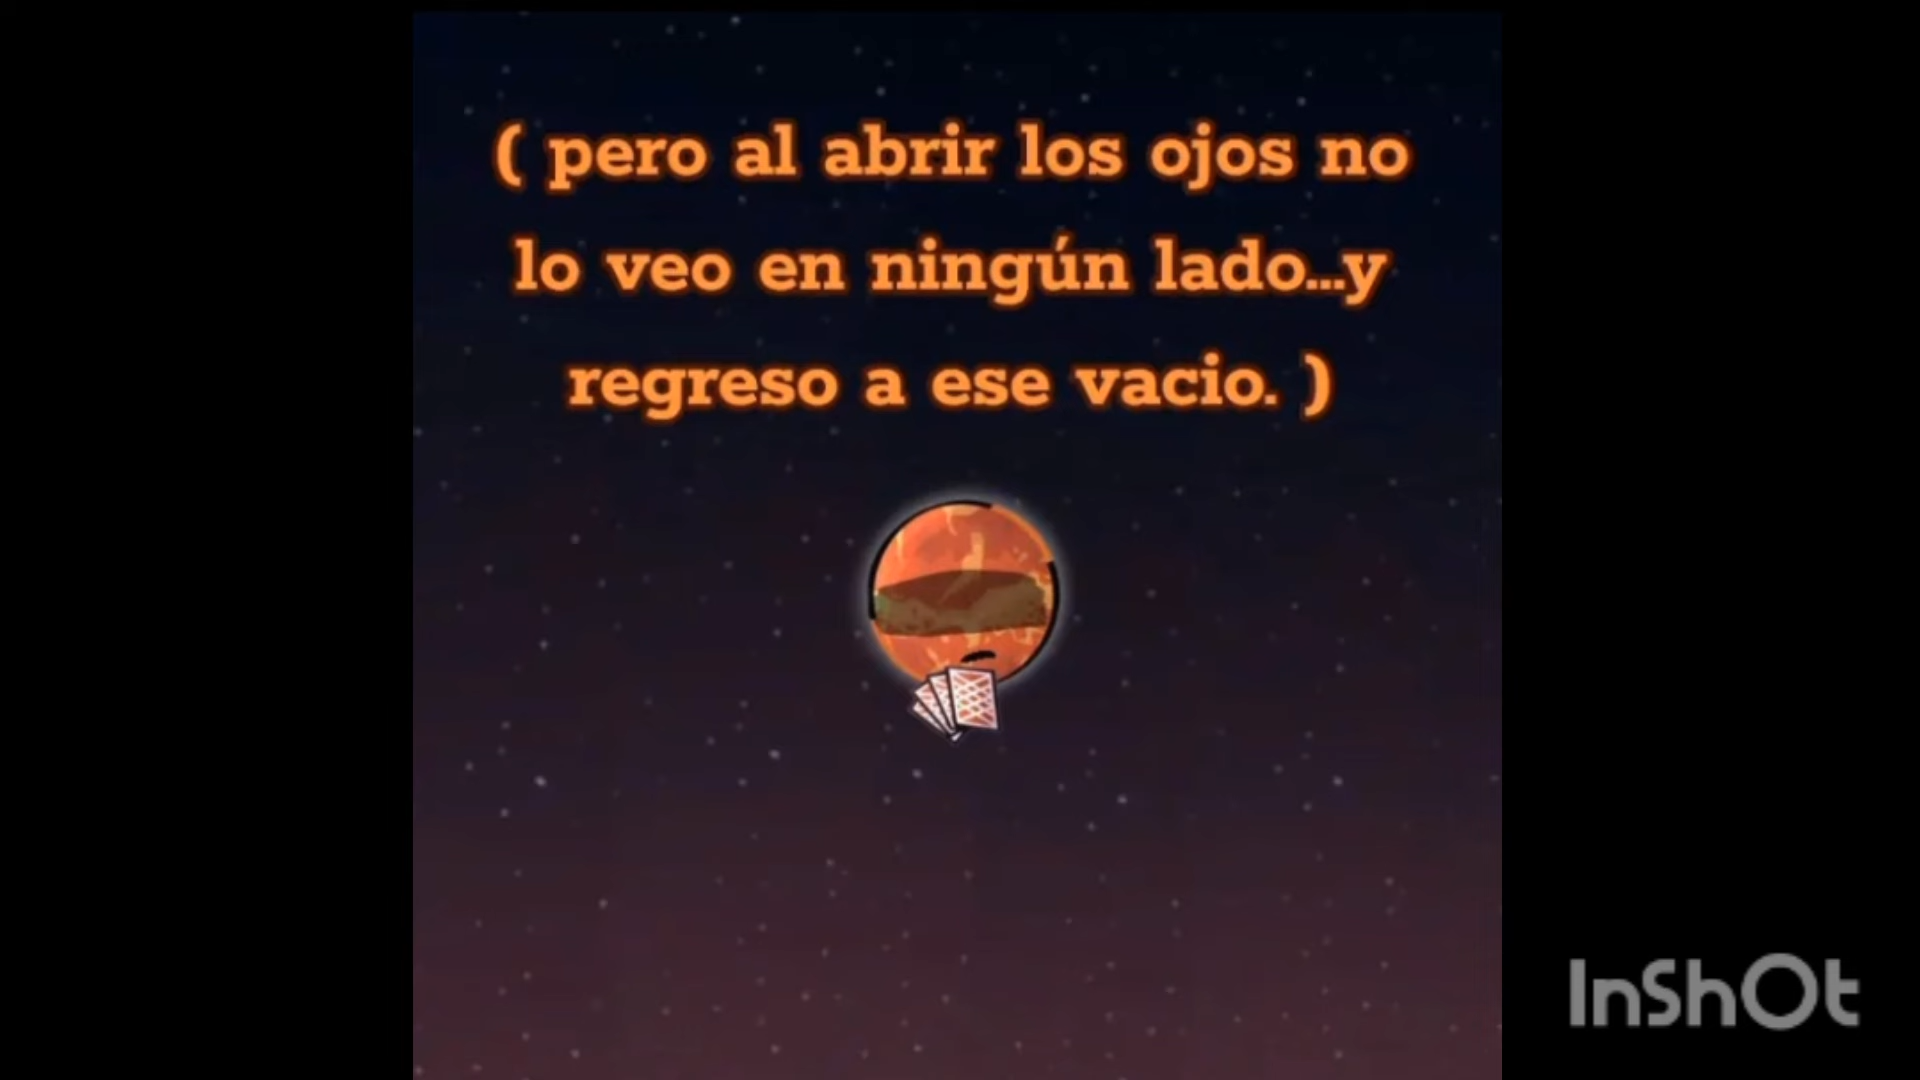 ( pero al abrir los ojos no
lo veo en ningún lado...y
regreso a ese vacio. )
InShOt